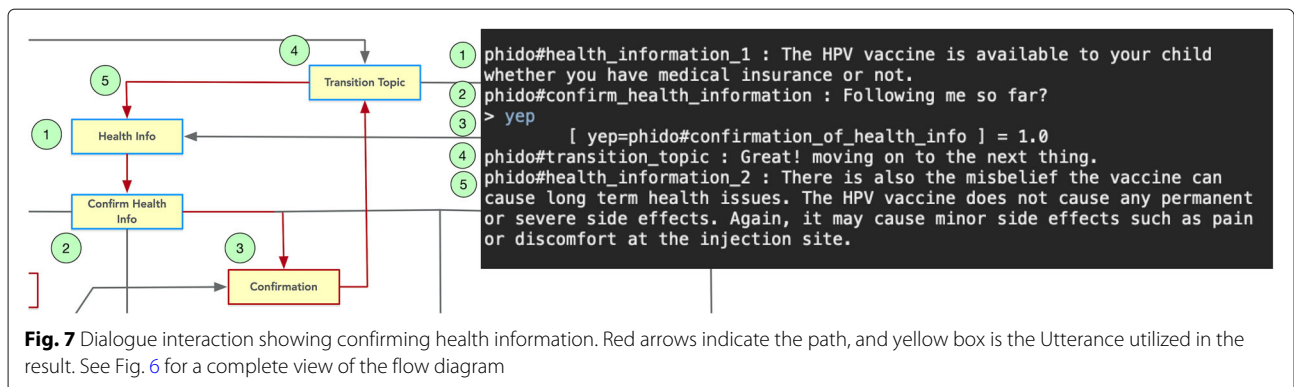 4
Transition Topic
5
1
Health Info
Confirm Health
Info
2
3
Confirmation
1
phido#health_information_1 : The HPV vaccine is available to your child
whether you have medical insurance or not.
2
phido#confirm_health_information : Following me so far?
3
> yep
[ yep=phido#confirmation_of_health_info ] = 1.0
4
phido#transition_topic : Great! moving on to the next thing.
5
phido#health_information_2 : There is also the misbelief the vaccine can
cause long term health issues. The HPV vaccine does not cause any permanent
or severe side effects. Again, it may cause minor side effects such as pain
or discomfort at the injection site.
Fig. 7 Dialogue interaction showing confirming health information. Red arrows indicate the path, and yellow box is the Utterance utilized in the
result. See Fig. 6 for a complete view of the flow diagram